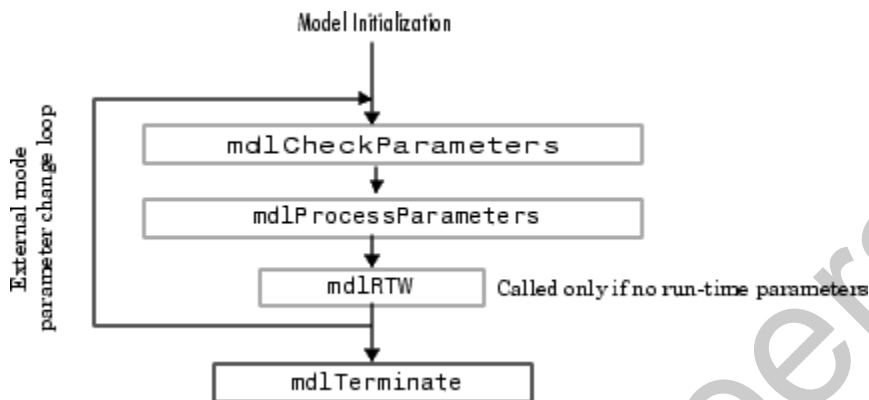 Model Initialization
External mode
parameter change loop
mdlCheckParameters
mdlProcessParameters
mdlRTW
Called only if no run-time parameters
mdlTerminate